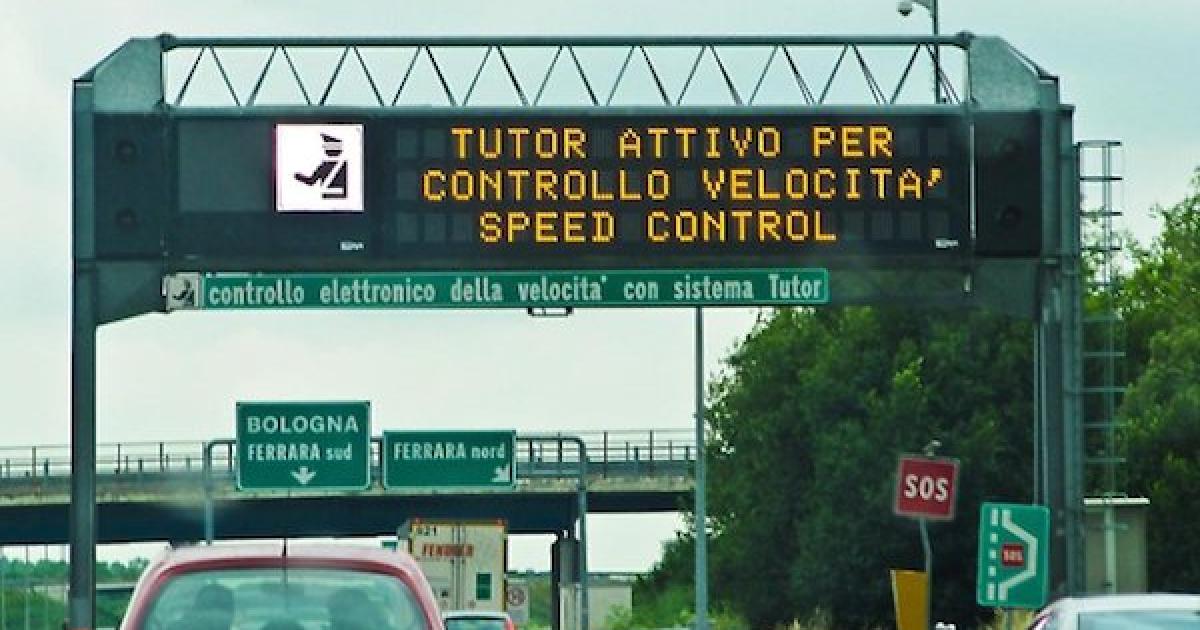 TUTOR ATTIVO PER
CONTROLLO VELOCITA'
SPEED CONTROL
controllo elettronico della velocita' con sistema Tutor
BOLOGNA
FERRARA sud
FERRARA nord
SOS
SOS